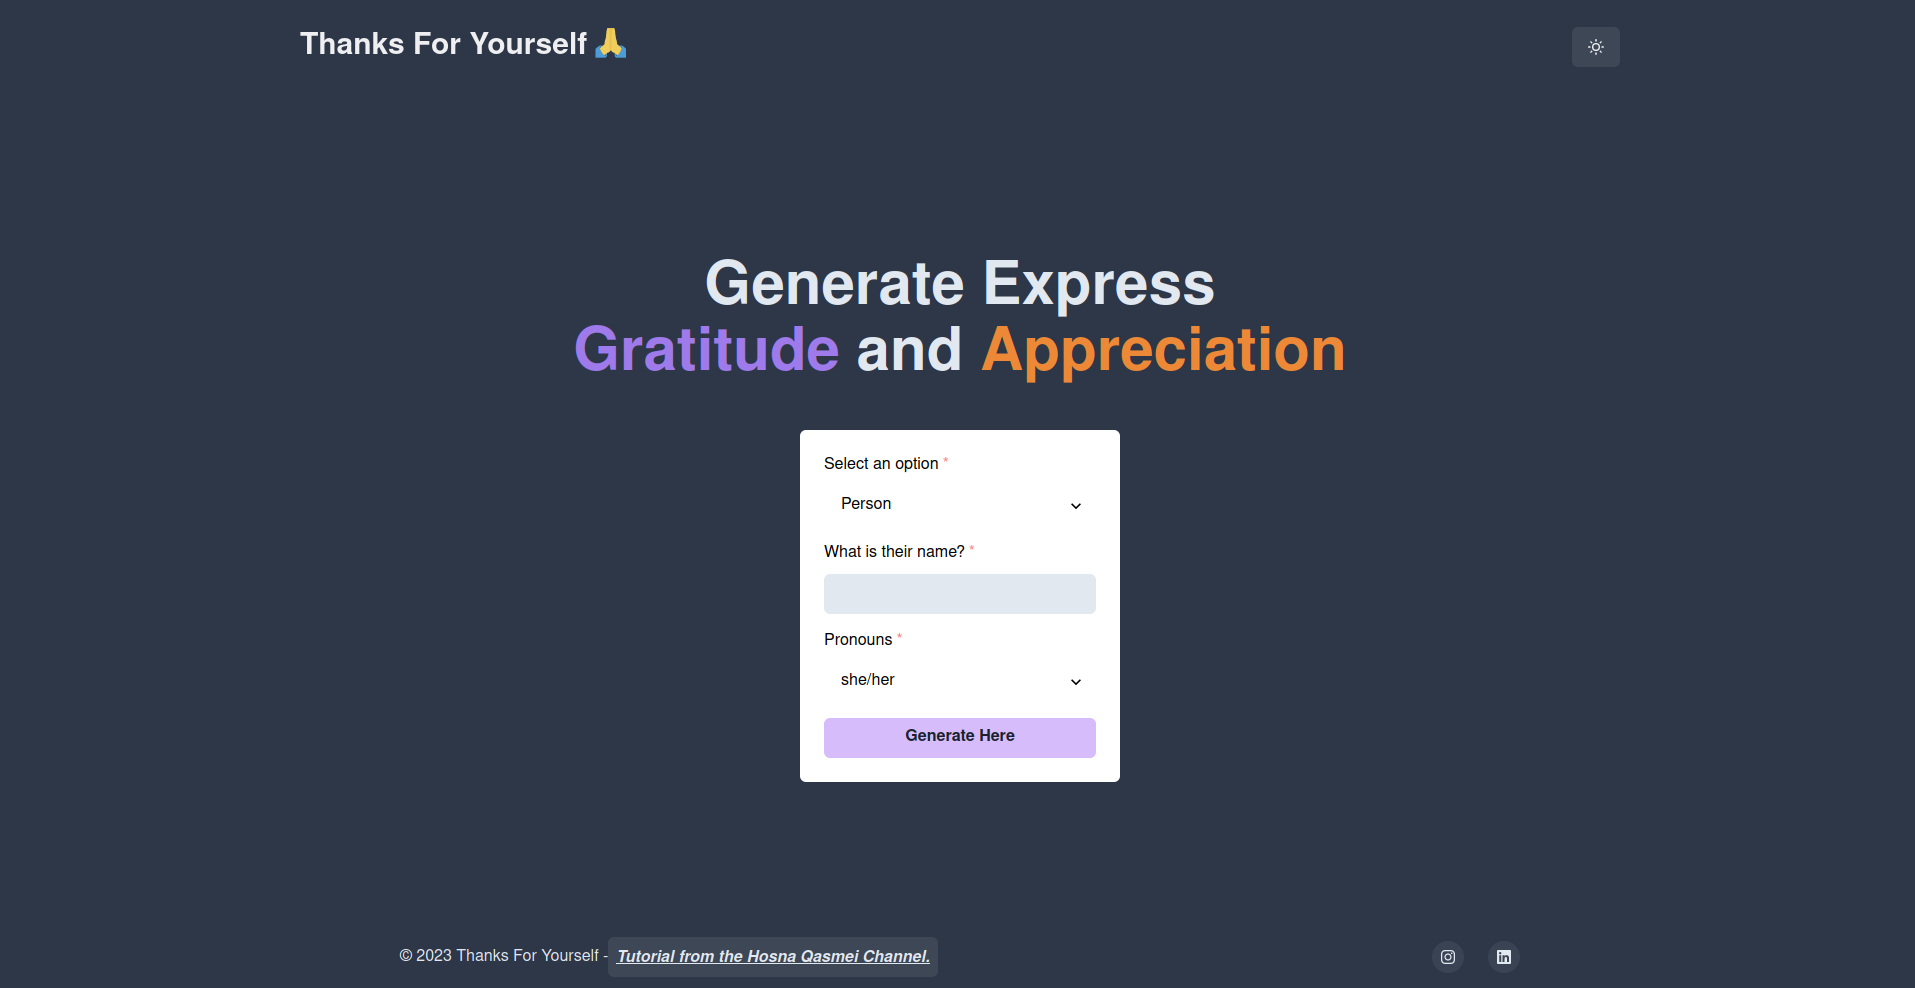 Thanks For Yourself 🙏
Generate Express
Gratitude and Appreciation
Select an option *
Person
What is their name? *
Pronouns *
she/her
Generate Here
© 2023 Thanks For Yourself - Tutorial from the Hosna Qasmei Channel.